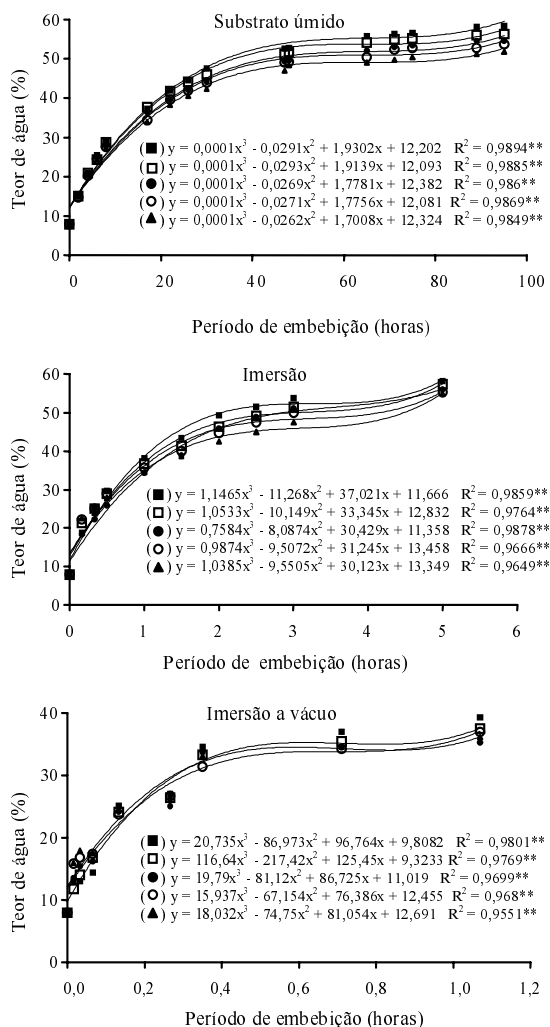 Substrato úmido
60
50
40
30
20
10
0
Teor de água (%)
(■) y = 0,0001x³ - 0,0291x² + 1,9302x + 12,202 R² = 0,9894**
(□) y = 0,0001x³ - 0,0293x² + 1,9139x + 12,093 R² = 0,9885**
(●) y = 0,0001x³ - 0,0269x² + 1,7781x + 12,382 R² = 0,986**
(○) y = 0,0001x³ - 0,0271x² + 1,7756x + 12,081 R² = 0,9869**
(▲) y = 0,0001x³ - 0,0262x² + 1,7008x + 12,324 R² = 0,9849**
0 20 40 60 80 100
Período de embebição (horas)
Imersão
60
50
40
30
20
10
0
Teor de água (%)
(■) y = 1,1465x³ - 11,268x² + 37,021x + 11,666 R² = 0,9859**
(□) y = 1,0533x³ - 10,149x² + 33,345x + 12,832 R² = 0,9764**
(●) y = 0,7584x³ - 8,0874x² + 30,429x + 11,358 R² = 0,9878**
(○) y = 0,9874x³ - 9,5072x² + 31,245x + 13,458 R² = 0,9666**
(▲) y = 1,0385x³ - 9,5505x² + 30,123x + 13,349 R² = 0,9649**
0 1 2 3 4 5 6
Período de embebição (horas)
Imersão a vácuo
40
30
20
10
0
Teor de água (%)
(■) y = 20,735x³ - 86,973x² + 96,764x + 9,8082 R² = 0,9801**
(□) y = 116,64x³ - 217,42x² + 125,45x + 9,3233 R² = 0,9769**
(●) y = 19,79x³ - 81,12x² + 86,725x + 11,019 R² = 0,9699**
(○) y = 15,937x³ - 67,154x² + 76,386x + 12,455 R² = 0,968**
(▲) y = 18,032x³ - 74,75x² + 81,054x + 12,691 R² = 0,9551**
0,0 0,2 0,4 0,6 0,8 1,0 1,2
Período de embebição (horas)